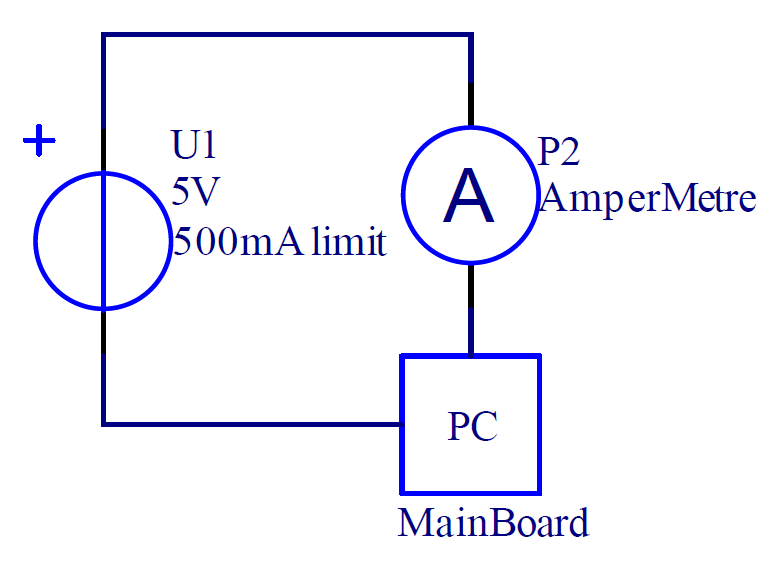 +
U1
5V
500mA limit
A
P2
AmperMetre
PC
MainBoard